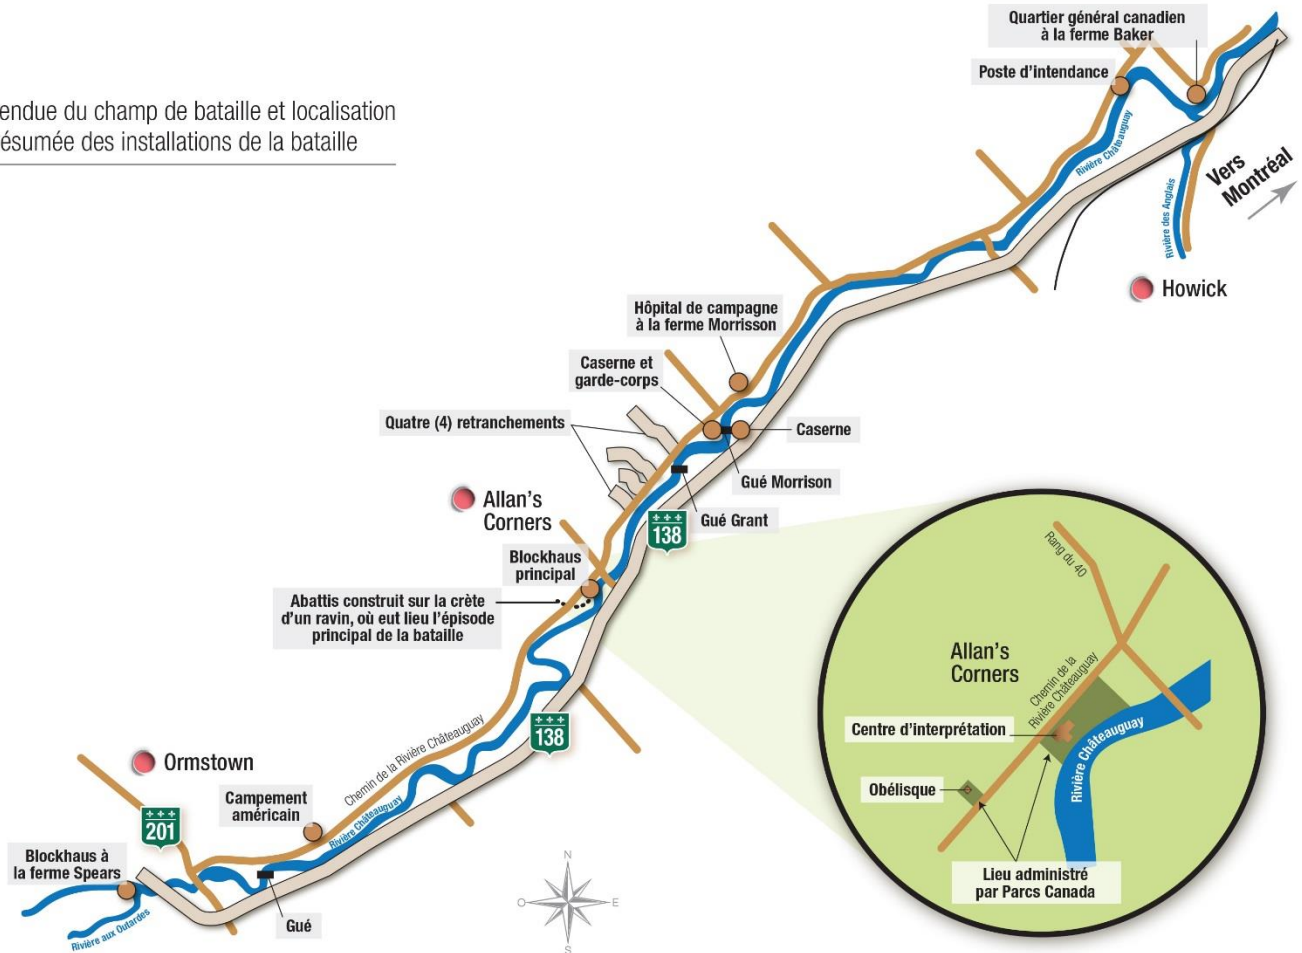 endue du champ de bataille et localisation
ésumée des installations de la bataille
Quartier général canadien
à la ferme Baker
Poste d'intendance
Rivière Châteauguay
Vers
Montréal
Rivière des Anglais
Howick
Hôpital de campagne
à la ferme Morrisson
Caserne et
garde-corps
Quatre (4) retranchements
Caserne
Gué Morrison
Gué Grant
Allan's
Corners
138
Blockhaus
principal
Abattis construit sur la crète
d'un ravin, où eut lieu l'épisode
principal de la bataille
138
Chemin de la Rivière Châteauguay
Rivière Châteauguay
Ormstown
Campement
américain
201
Blockhaus à
la ferme Spears
Rivière aux Outardes
Gué
N
O
E
S
Rang du 40
Allan's
Corners
Chemin de la
Rivière Châteauguay
Centre d'interprétation
Rivière Châteauguay
Obélisque
Lieu administré
par Parcs Canada